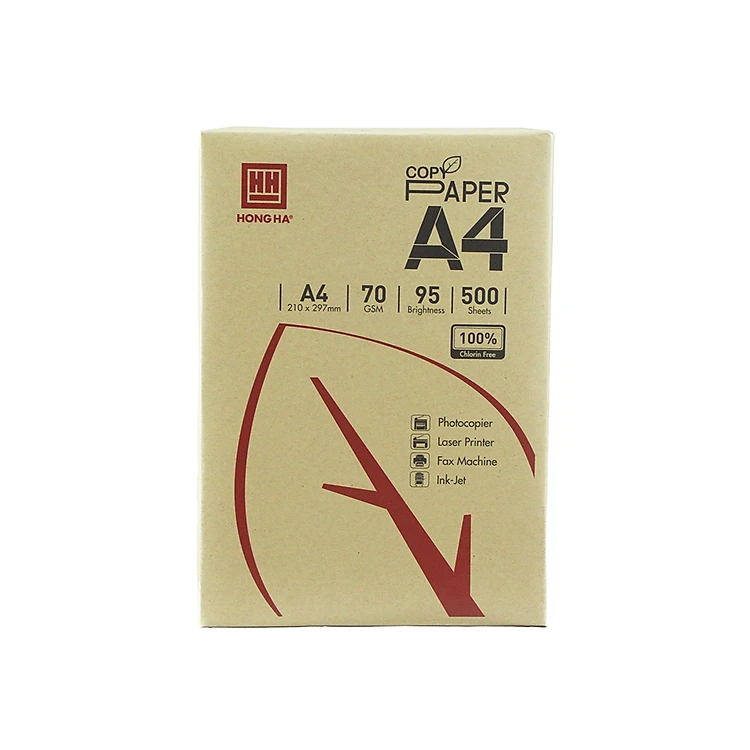 HH
HONG HA®
COPY
PAPER
A4
A4
210 x 297mm
70
GSM
95
Brightness
500
Sheets
100%
Chlorin Free
Photocopier
Laser Printer
Fax Machine
Ink-Jet